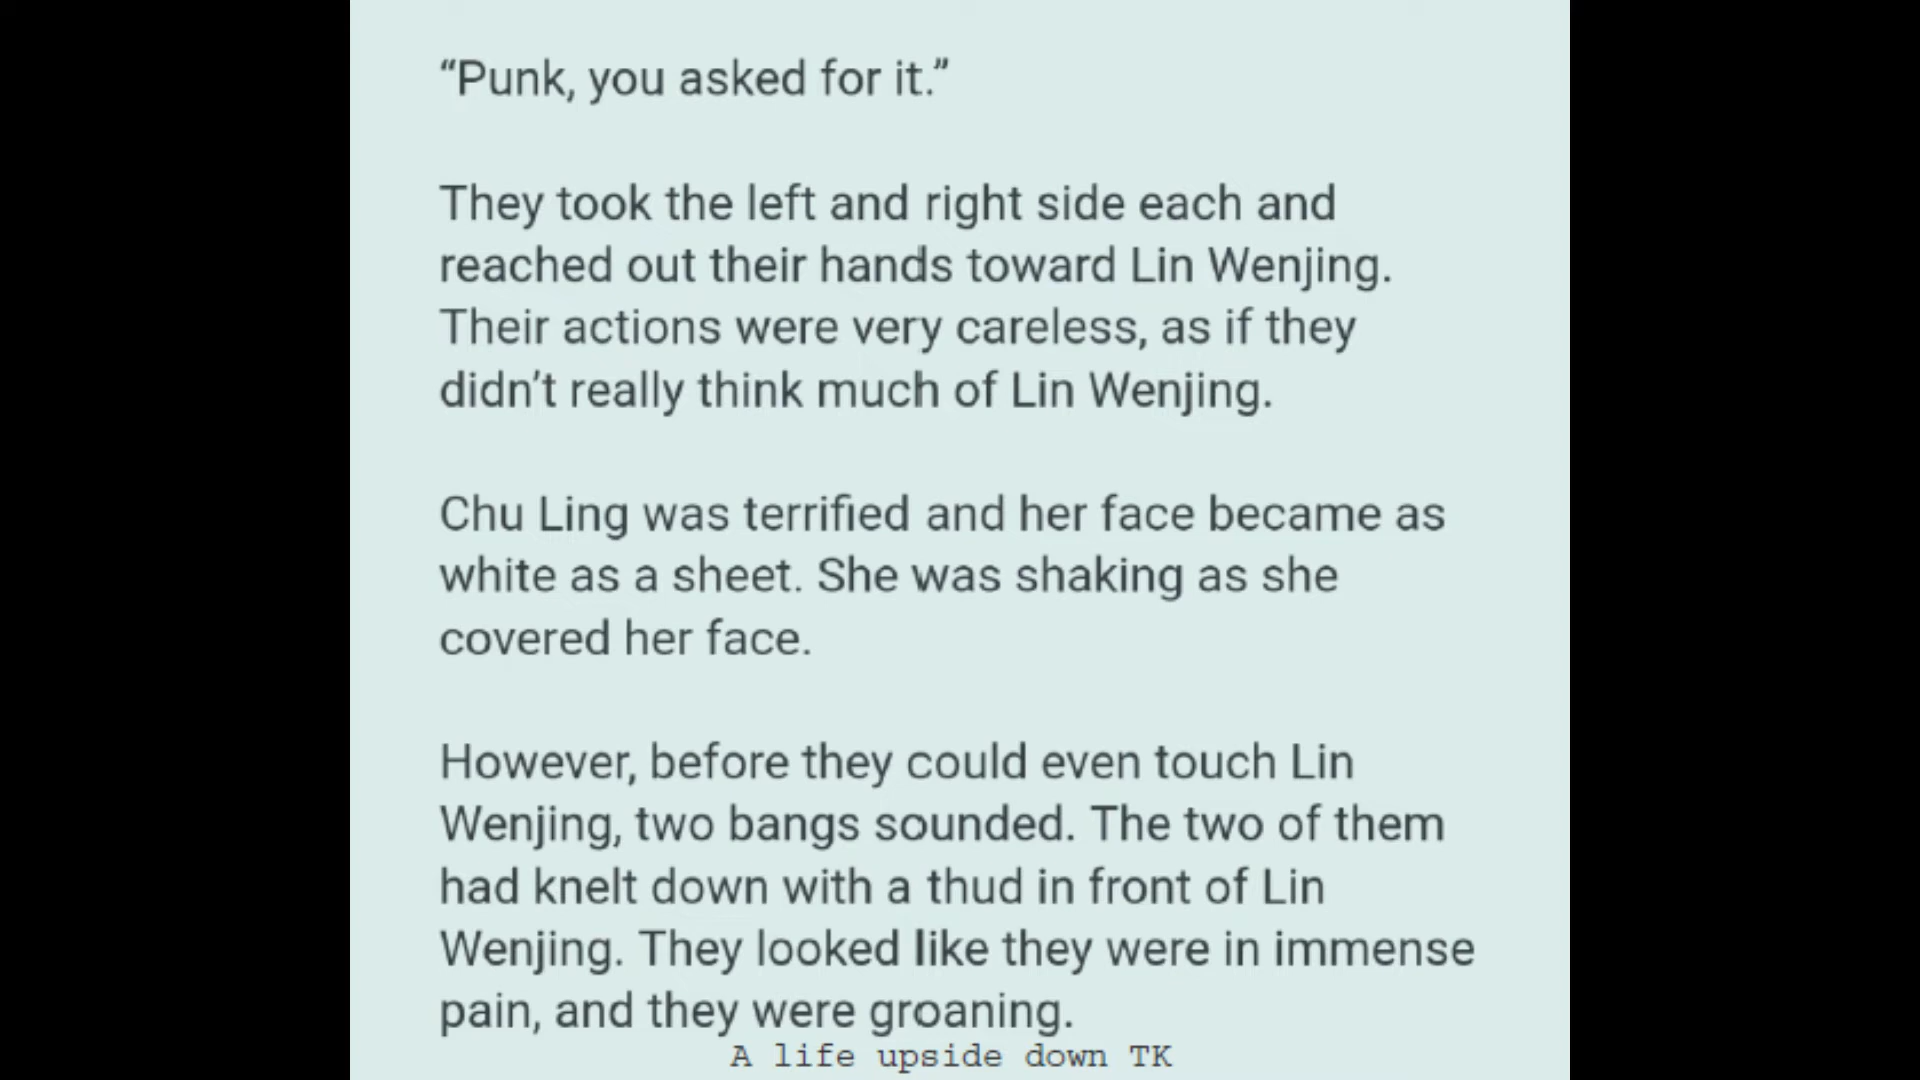 “Punk, you asked for it.”
They took the left and right side each and
reached out their hands toward Lin Wenjing.
Their actions were very careless, as if they
didn’t really think much of Lin Wenjing.
Chu Ling was terrified and her face became as
white as a sheet. She was shaking as she
covered her face.
However, before they could even touch Lin
Wenjing, two bangs sounded. The two of them
had knelt down with a thud in front of Lin
Wenjing. They looked like they were in immense
pain, and they were groaning.
A life upside down TK